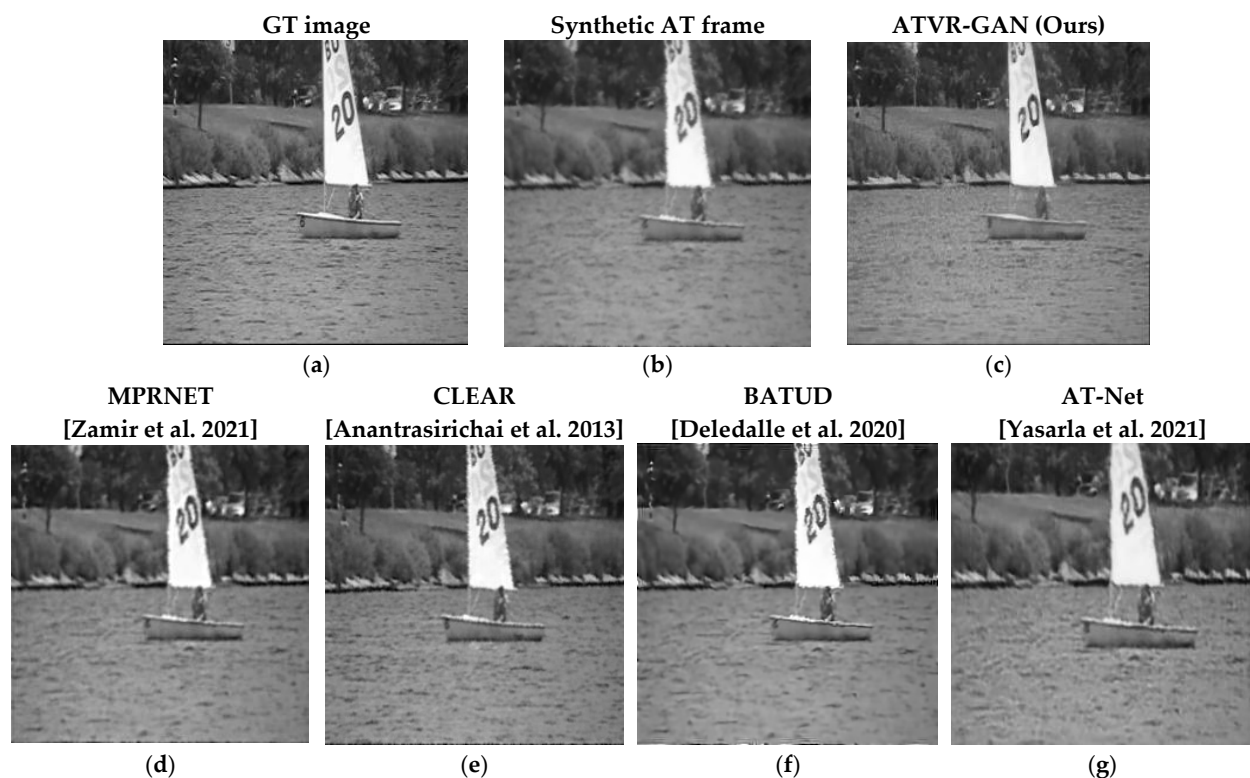 GT image
Synthetic AT frame
ATVR-GAN (Ours)
20
20
20
(a)
(b)
(c)
MPRNET
[Zamir et al. 2021]
CLEAR
[Anantrasirichai et al. 2013]
BATUD
[Deledalle et al. 2020]
AT-Net
[Yasarla et al. 2021]
20
20
20
20
(d)
(e)
(f)
(g)